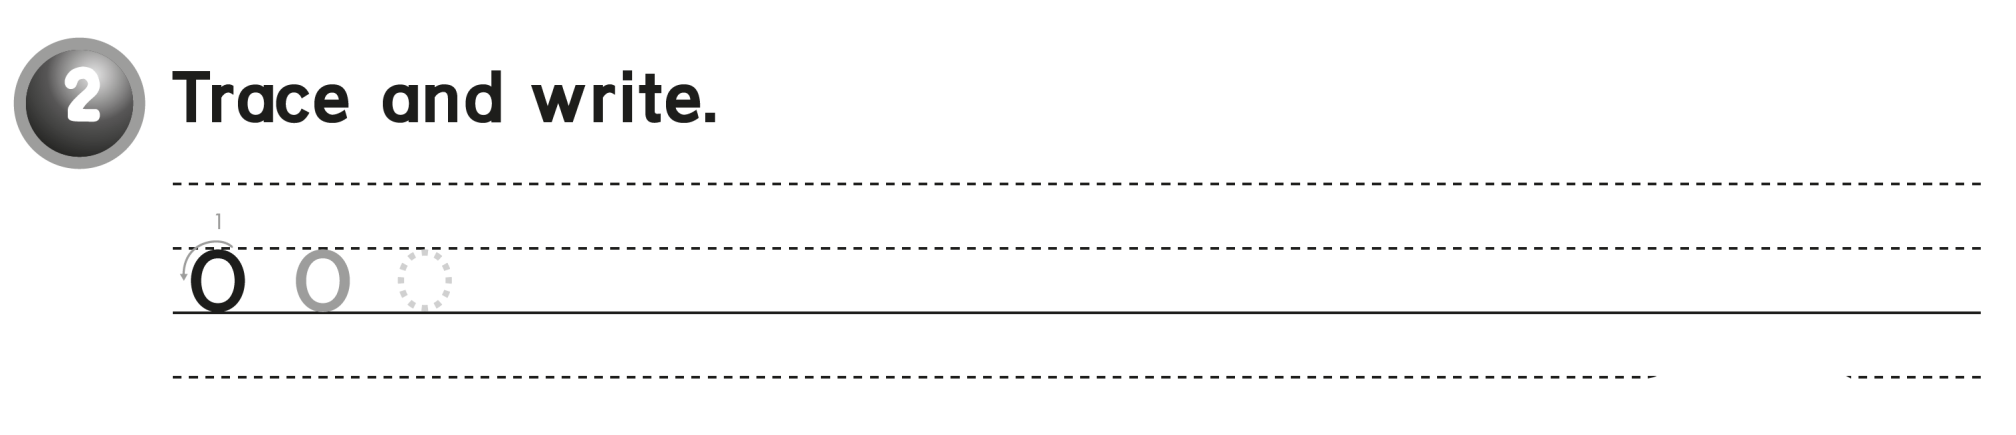 2 Trace and write.
1
o o o